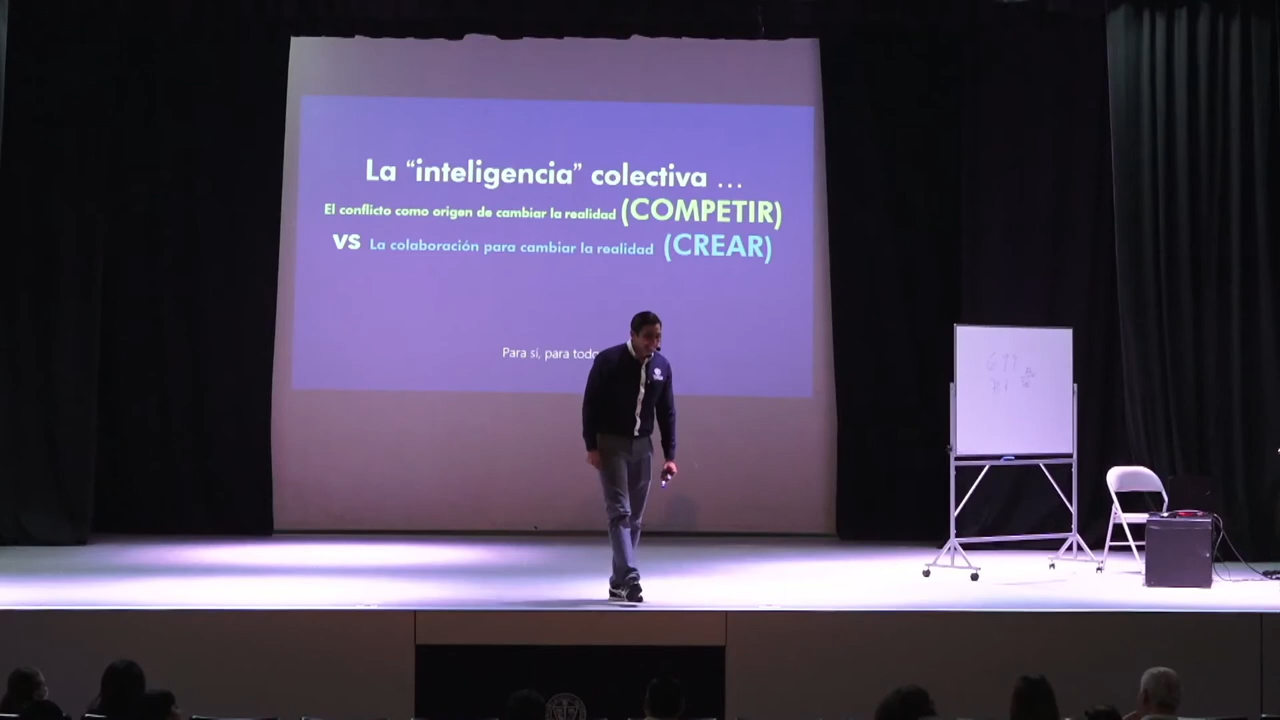 La “inteligencia” colectiva ...
El conflicto como origen de cambiar la realidad (COMPETIR)
VS La colaboración para cambiar la realidad (CREAR)
Para sí, para todo